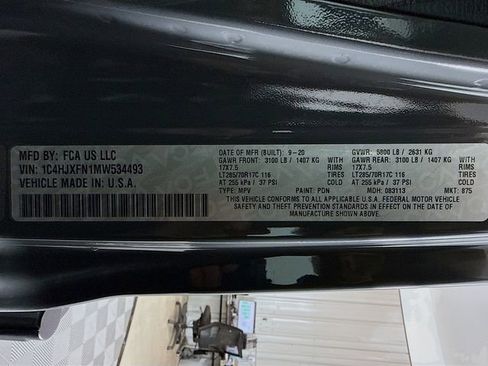 MFD BY: FCA US LLC
VIN: 1C4HJXFN1MW534493
VEHICLE MADE IN U.S.A.
DATE OF MFR (BUILT): 9-20 GVWR: 5800 LB / 2631 KG
GAWR FRONT: 3100 LB / 1407 KG WITH GAWR REAR: 3100 LB / 1407 KG WITH
17X7.5 RIMS 17X7.5 RIMS
LT285/70R17C 116 TIRES LT285/70R17C 116 TIRES
AT 255 kPa / 37 PSI COLD AT 255 kPa / 37 PSI COLD
TYPE: MPV PAINT: PDN MDH: 083113 MKT: 875
THIS VEHICLE CONFORMS TO ALL APPLICABLE U.S.A. FEDERAL MOTOR VEHICLE
SAFETY AND THEFT PREVENTION STANDARDS IN EFFECT ON
THE DATE OF MANUFACTURE SHOWN ABOVE.